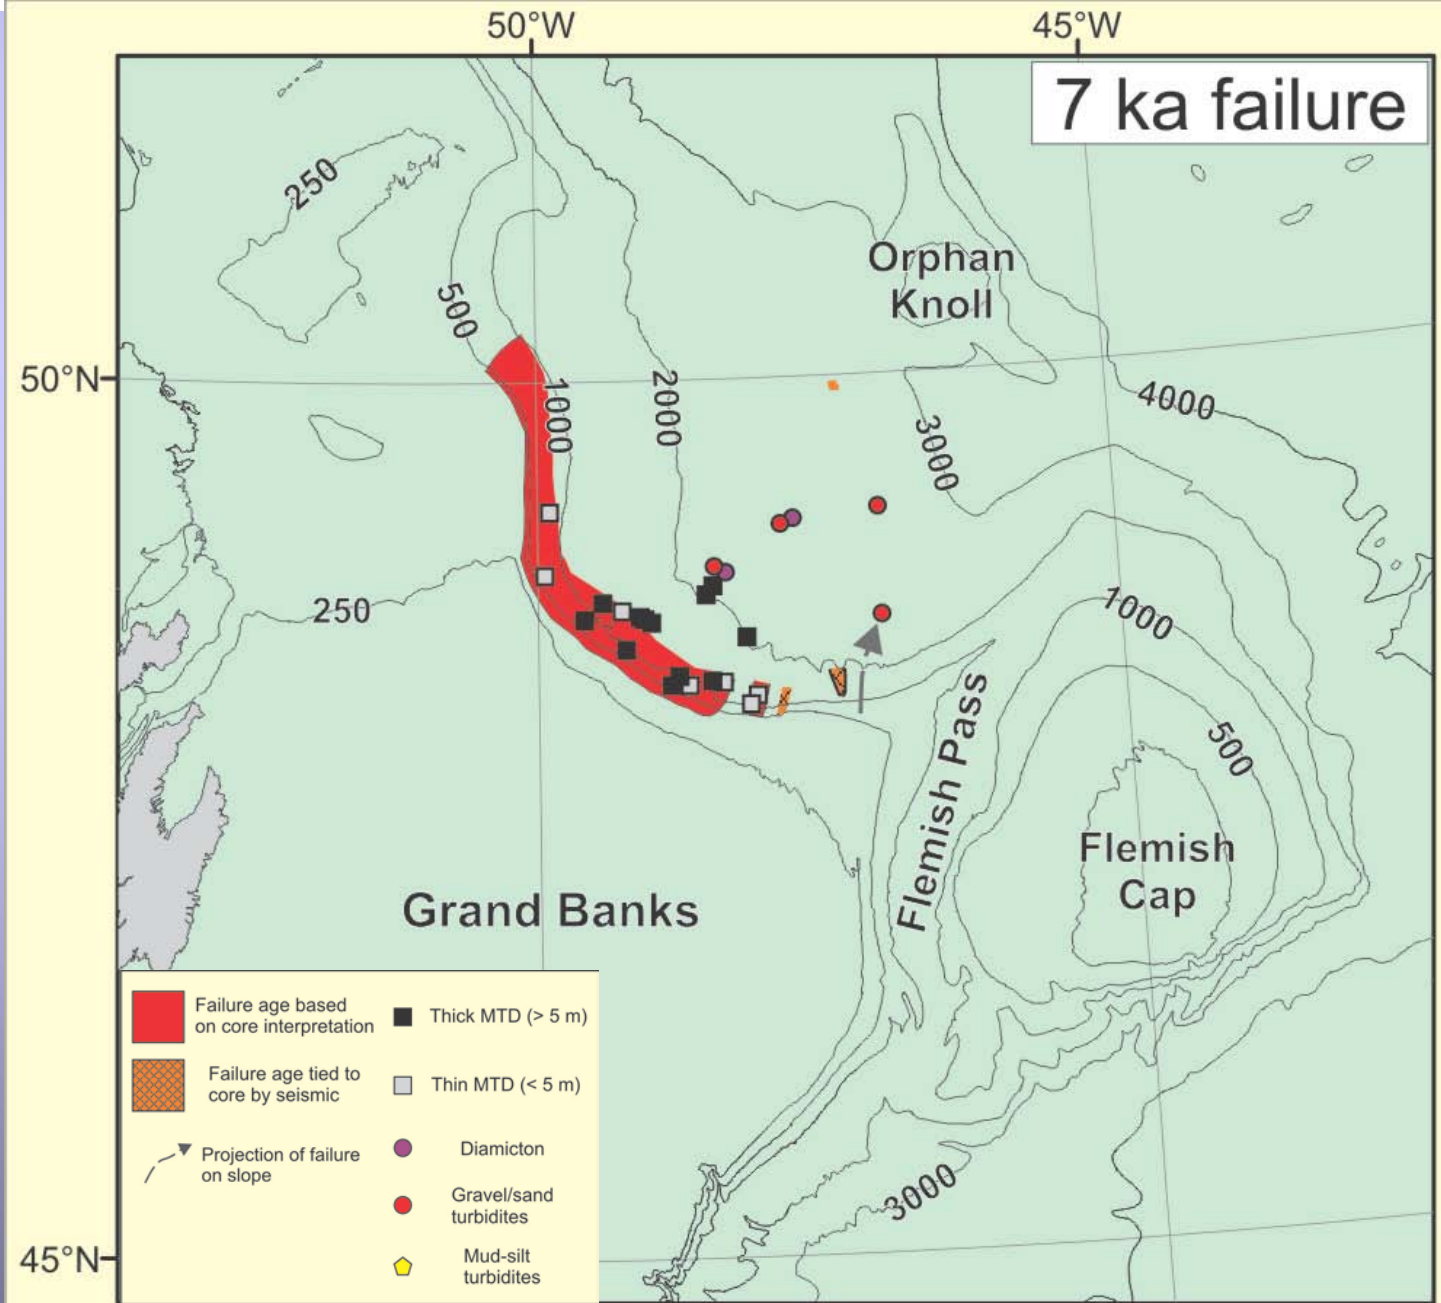 50°W
45°W
7 ka failure
250
Orphan
Knoll
500
50°N
1000
2000
3000
4000
250
1000
Flemish Pass
500
Flemish
Cap
Grand Banks
Failure age based
on core interpretation
Thick MTD (> 5 m)
Failure age tied to
core by seismic
Thin MTD (< 5 m)
Projection of failure
on slope
Diamicton
Gravel/sand
turbidites
Mud-silt
turbidites
3000
45°N